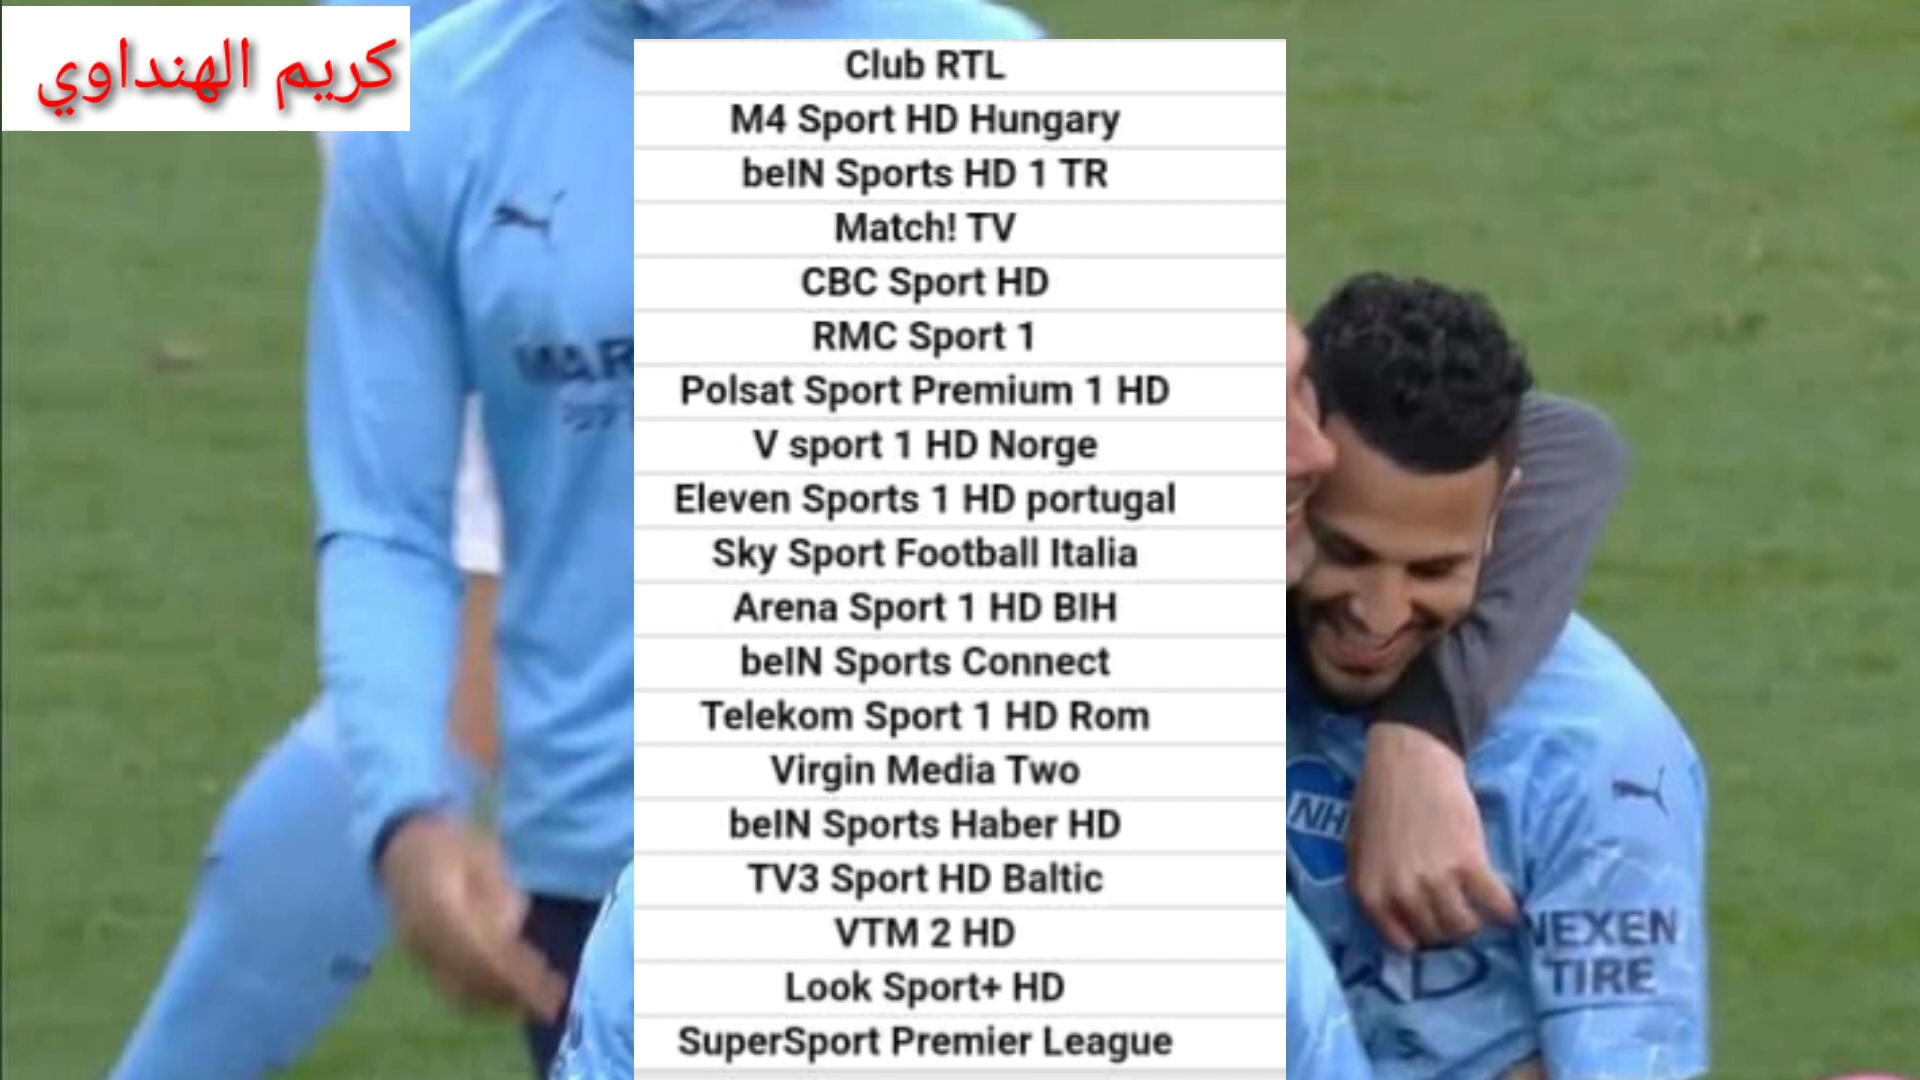 كريم الهنداوي
Club RTL
M4 Sport HD Hungary
beIN Sports HD 1 TR
Match! TV
CBC Sport HD
RMC Sport 1
Polsat Sport Premium 1 HD
V sport 1 HD Norge
Eleven Sports 1 HD portugal
Sky Sport Football Italia
Arena Sport 1 HD BIH
beIN Sports Connect
Telekom Sport 1 HD Rom
Virgin Media Two
beIN Sports Haber HD
TV3 Sport HD Baltic
VTM 2 HD
Look Sport+ HD
SuperSport Premier League
MAR
NH
NEXEN
TIRE